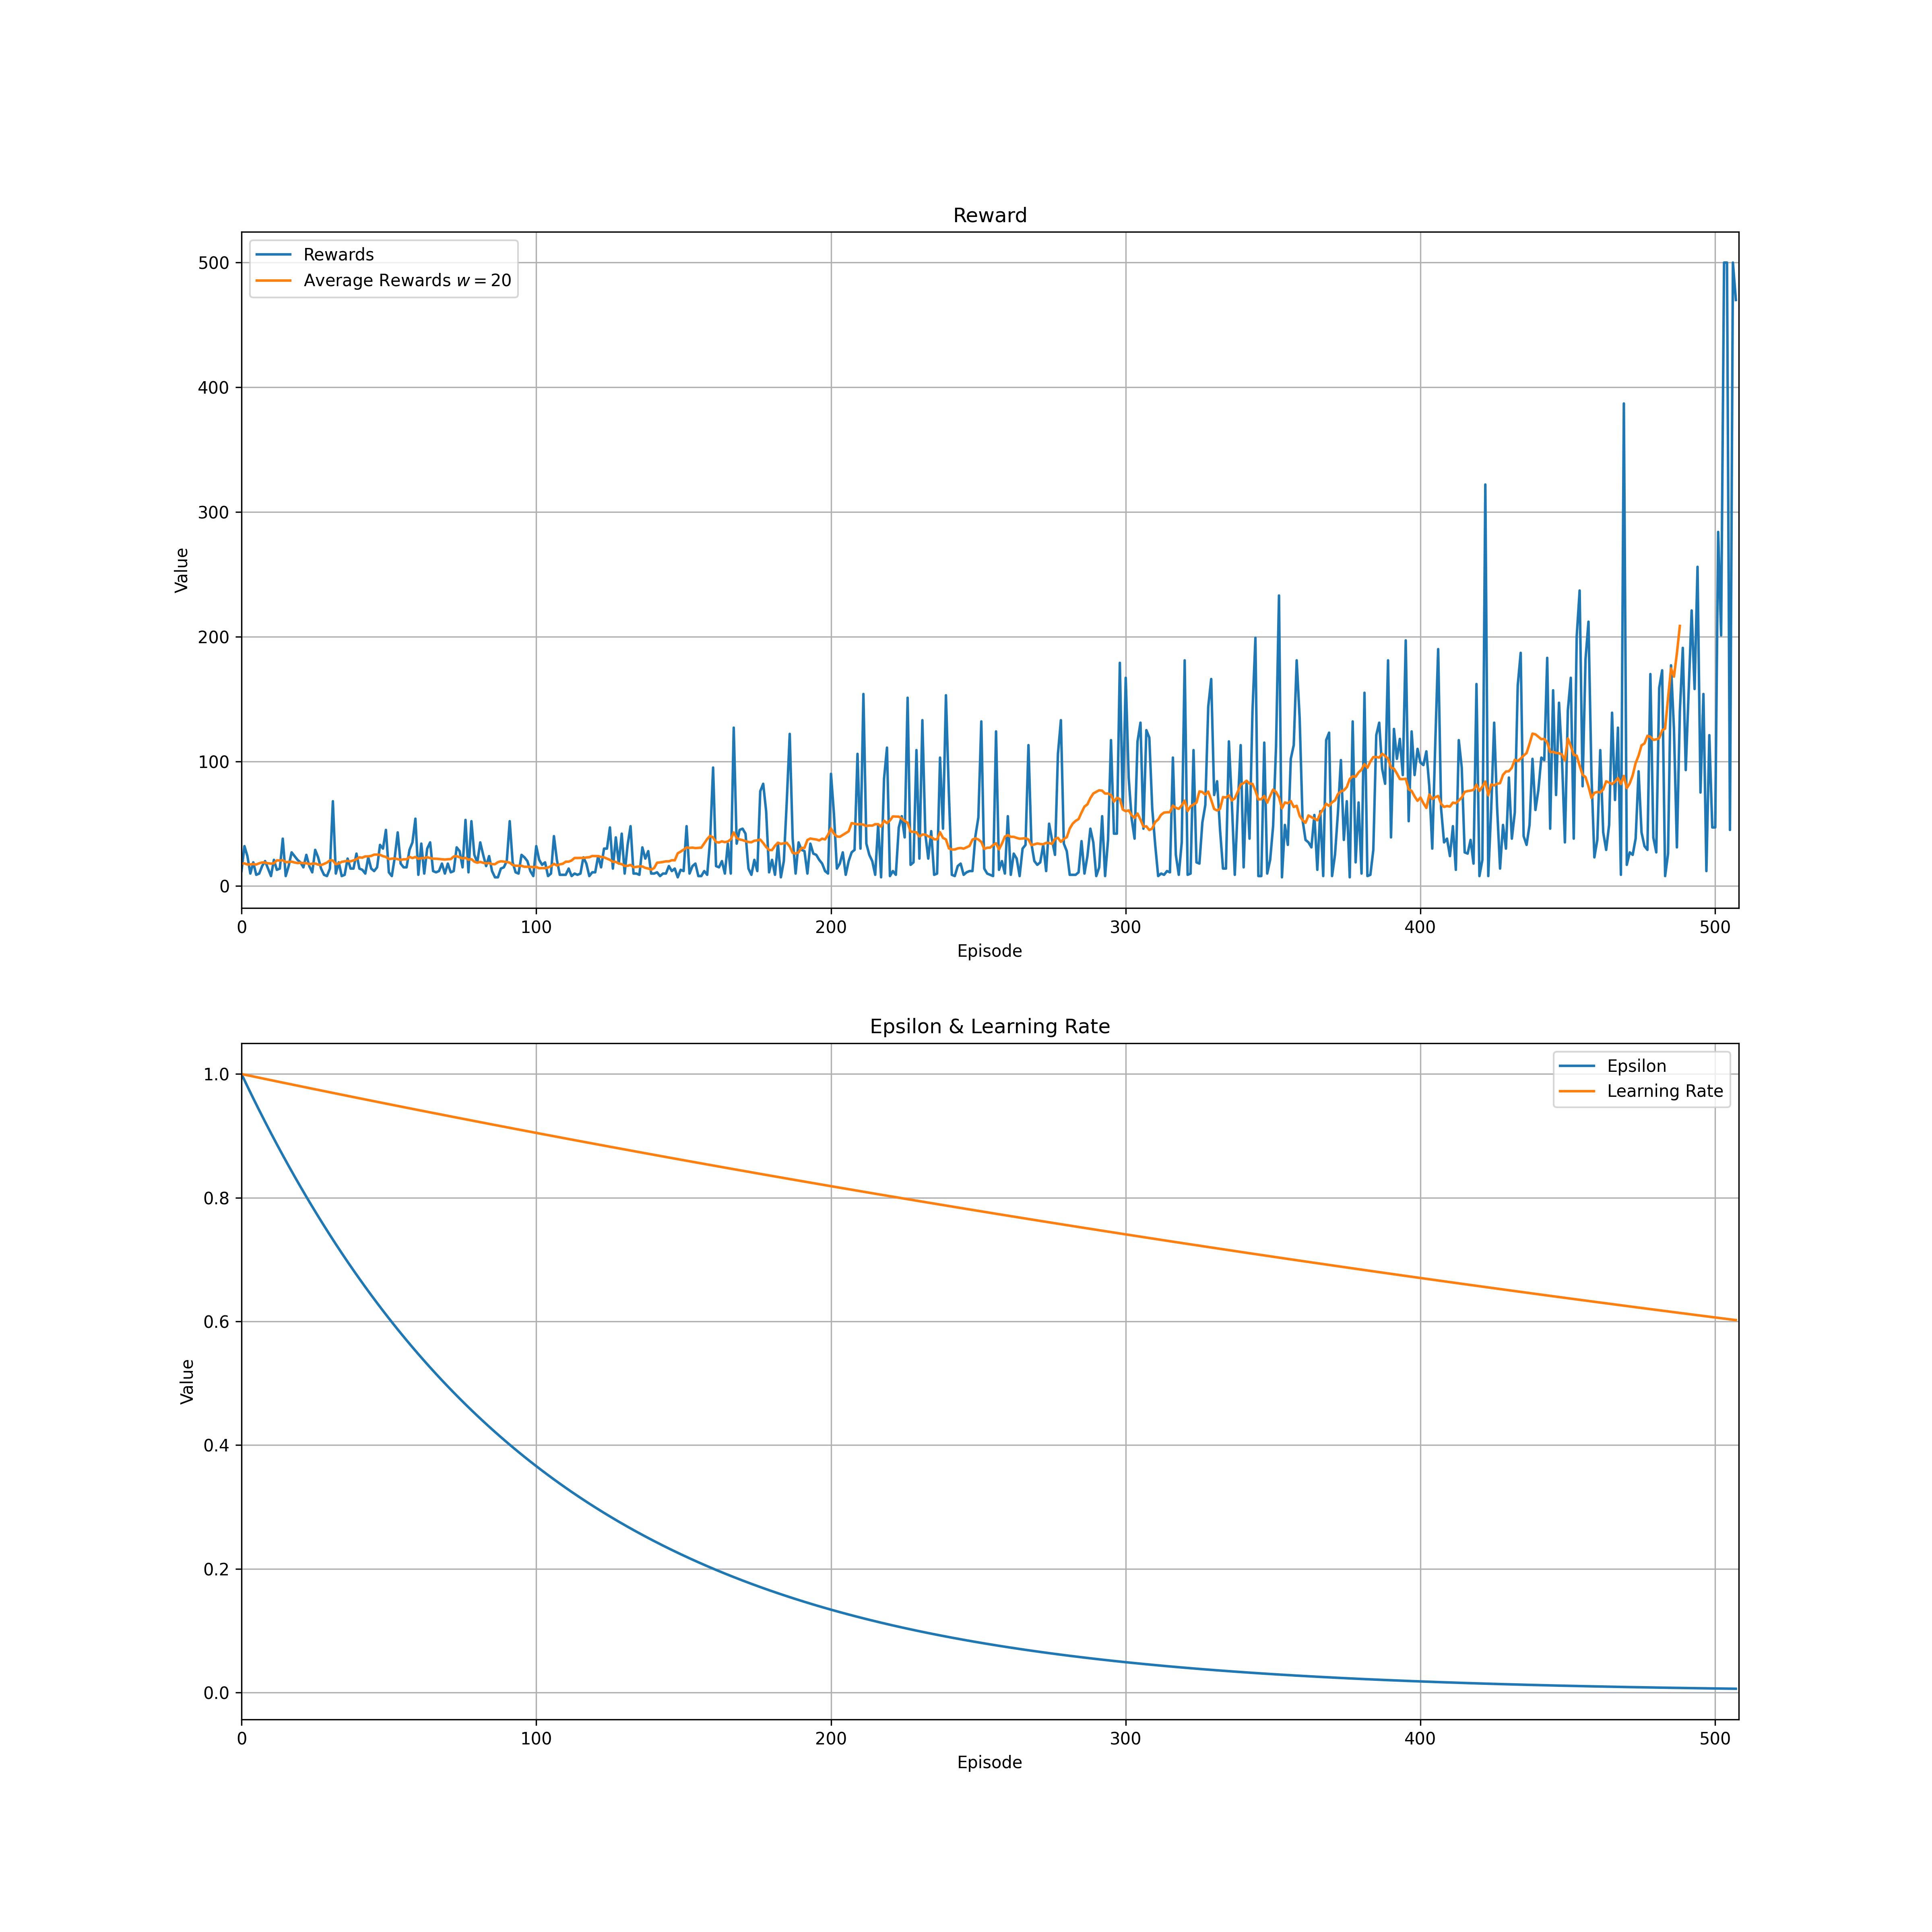 Reward
Rewards
Average Rewards w = 20
500
400
300
200
100
0
Value
0 100 200 300 400 500
Episode
Epsilon & Learning Rate
Epsilon
Learning Rate
1.0
0.8
0.6
0.4
0.2
0.0
Value
0 100 200 300 400 500
Episode